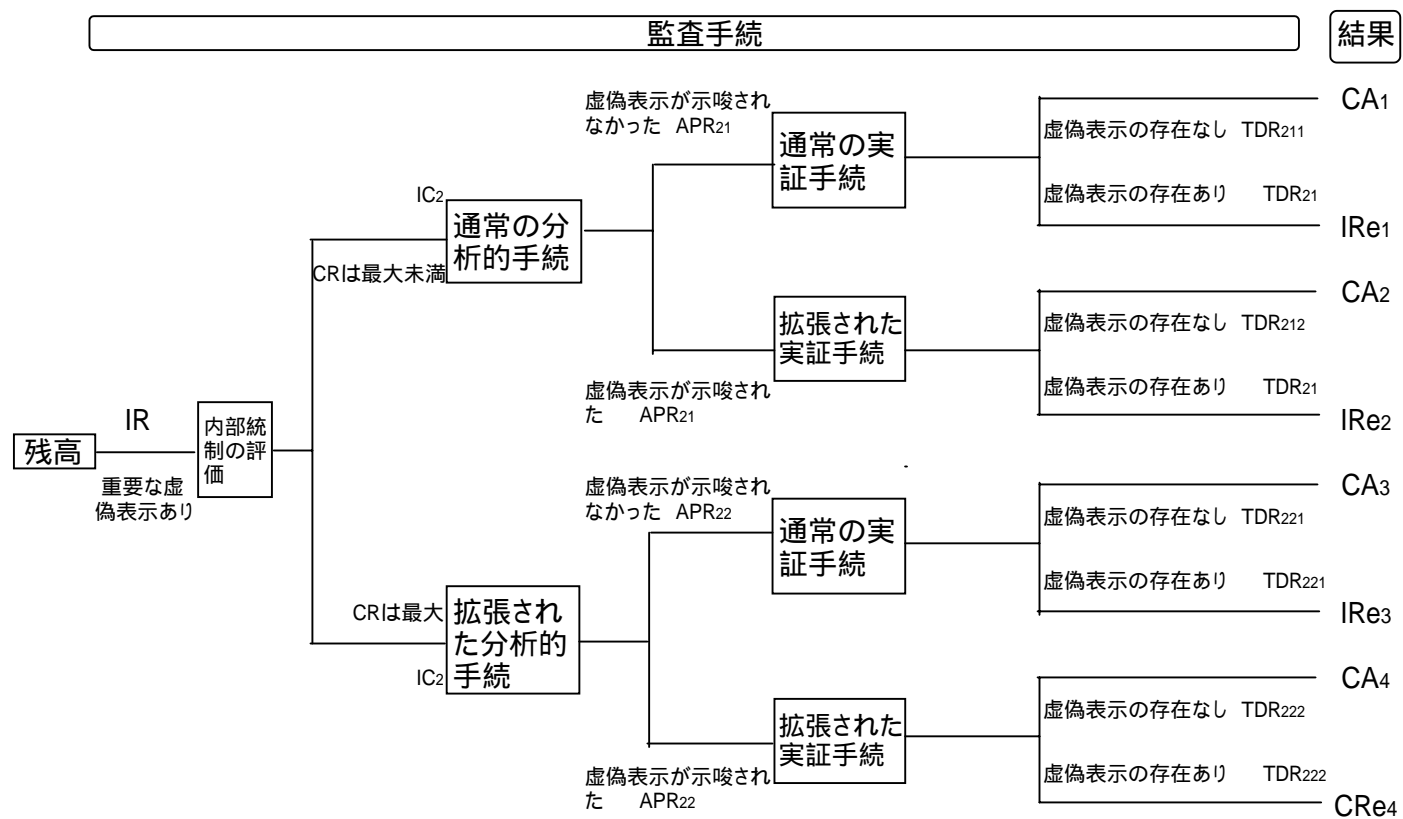 監査手続
結果
虚偽表示が示唆され
なかった APR21
通常の実
証手続
CA1
虚偽表示の存在なし TDR211
虚偽表示の存在あり TDR21
IRe1
IC2
通常の分
析的手続
CRは最大未満
拡張された
実証手続
虚偽表示が示唆され
た APR21
CA2
虚偽表示の存在なし TDR212
虚偽表示の存在あり TDR21
IRe2
残高
IR
重要な虚
偽表示あり
内部統
制の評
価
虚偽表示が示唆され
なかった APR22
通常の実
証手続
CA3
虚偽表示の存在なし TDR221
虚偽表示の存在あり TDR221
IRe3
CRは最大
IC2
拡張され
た分析的
手続
拡張された
実証手続
虚偽表示が示唆され
た APR22
CA4
虚偽表示の存在なし TDR222
虚偽表示の存在あり TDR222
CRe4